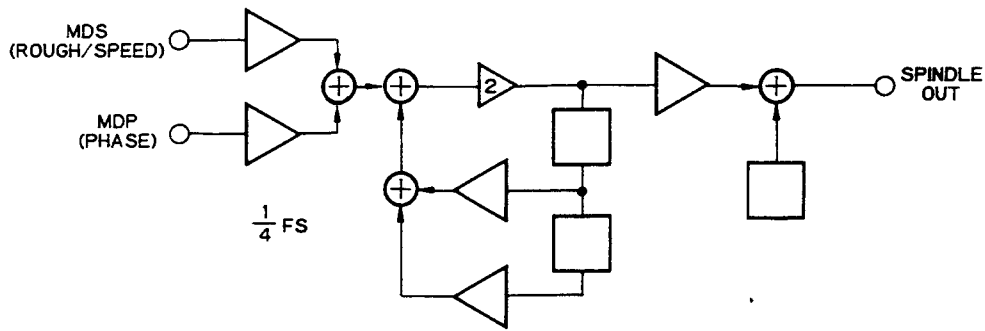 MDS
(ROUGH/SPEED)
MDP
(PHASE)
2
SPINDLE
OUT
1/4 FS